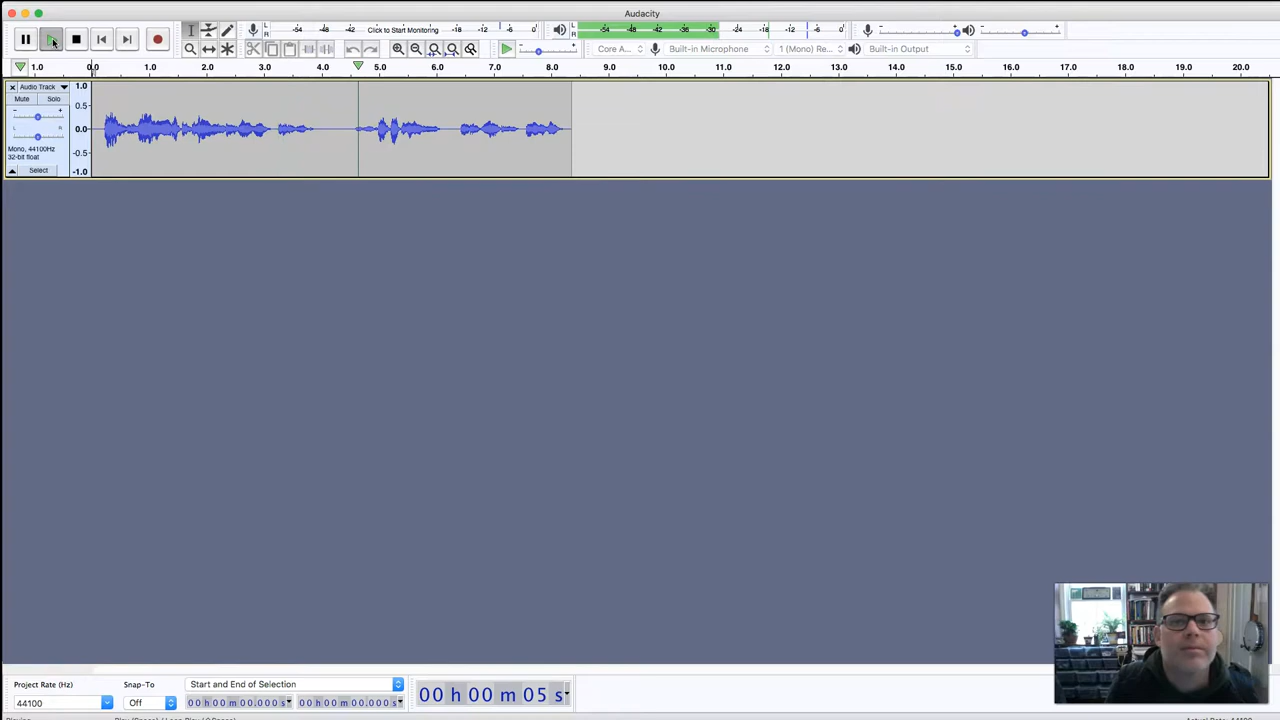 Audacity
L
R
-54 -48 -42 Click to Start Monitoring -18 -12 -6 0
L
R
-54 -48 -42 -36 -30 -24 -18 -12 -6 0
Core A... Built-in Microphone 1 (Mono) Re... Built-in Output
1.0 0.0 1.0 2.0 3.0 4.0 5.0 6.0 7.0 8.0 9.0 10.0 11.0 12.0 13.0 14.0 15.0 16.0 17.0 18.0 19.0 20.0
Audio Track
Mute Solo
- +
L R
Mono, 44100Hz
32-bit float
Select
1.0
0.5
0.0
-0.5
-1.0
Project Rate (Hz) Snap-To Start and End of Selection
44100 Off 00 h 00 m 00.000 s 00 h 00 m 00.000 s
00 h 00 m 05 s